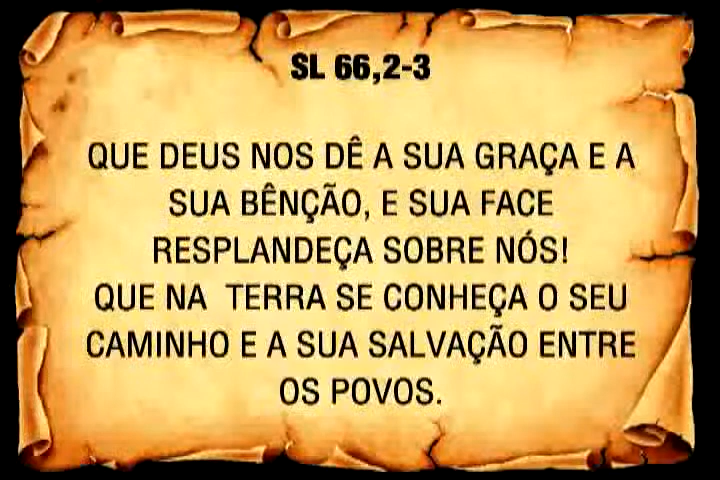 SL 66,2-3
QUE DEUS NOS DÊ A SUA GRAÇA E A
SUA BÊNÇÃO, E SUA FACE
RESPLANDEÇA SOBRE NÓS!
QUE NA TERRA SE CONHEÇA O SEU
CAMINHO E A SUA SALVAÇÃO ENTRE
OS POVOS.